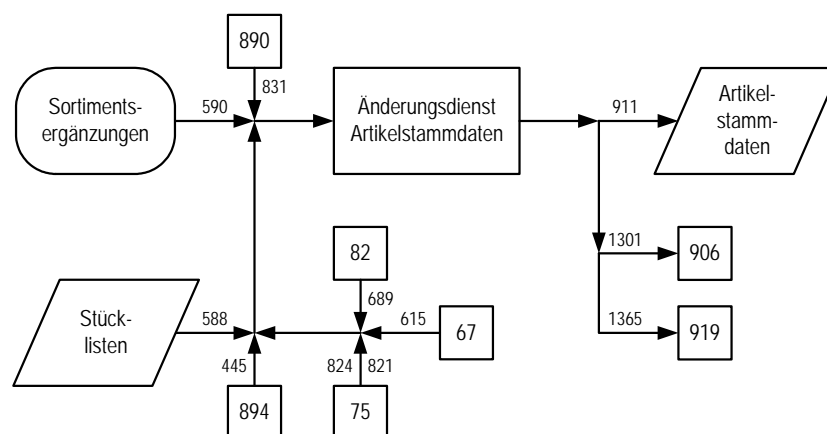 890
831
Sortiments-
ergänzungen
590
Änderungsdienst
Artikelstammdaten
911
Artikel-
stamm-
daten
82
1301
906
689
Stück-
listen
588
615
67
1365
919
445
824
821
894
75